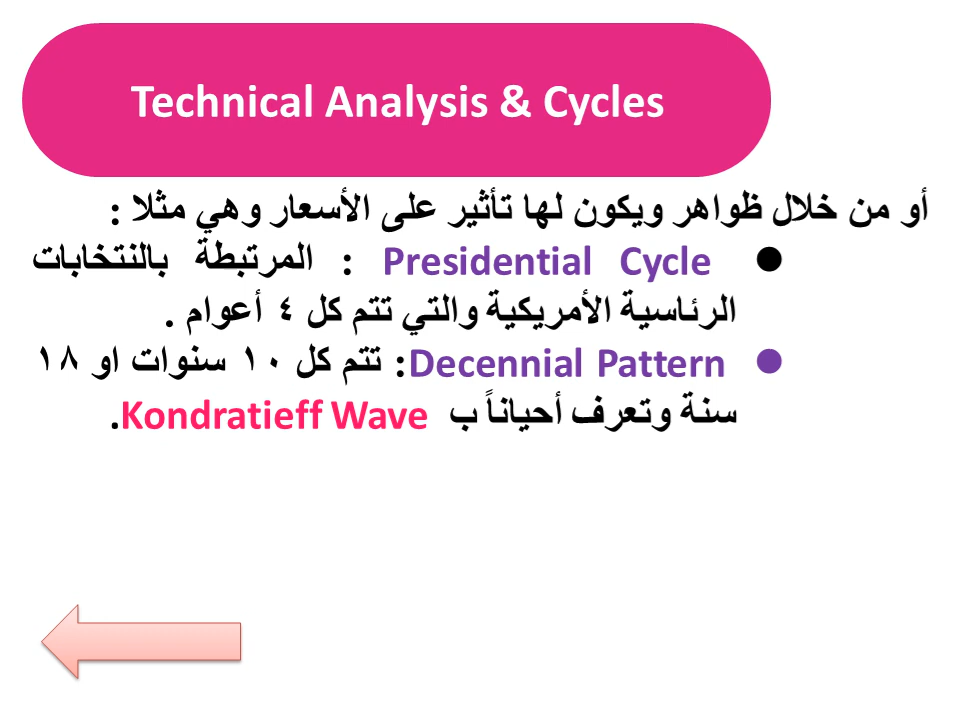 Technical Analysis & Cycles
أو من خلال ظواهر ويكون لها تأثير على الأسعار وهي مثلا :
● Presidential Cycle : المرتبطة بالنتخابات
الرئاسية الأمريكية والتي تتم كل ٤ أعوام .
● Decennial Pattern: تتم كل ١٠ سنوات او ١٨
سنة وتعرف أحياناً ب Kondratieff Wave.